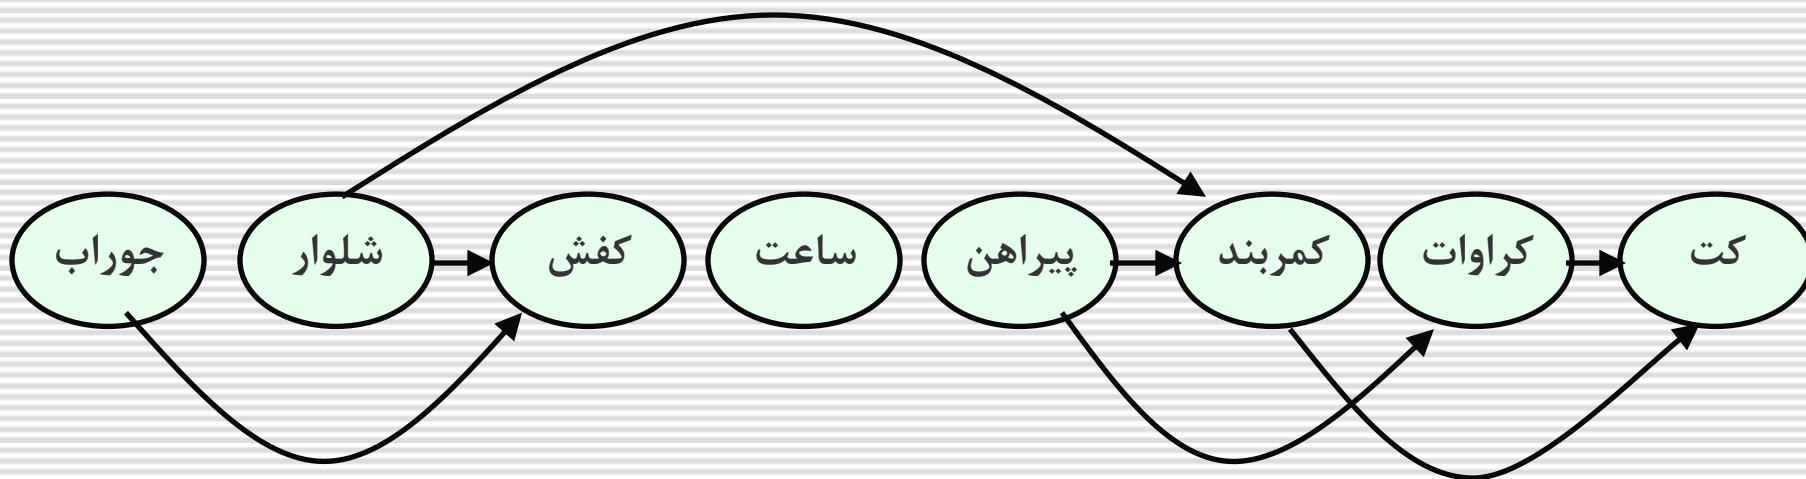 جوراب
شلوار
کفش
ساعت
پیراهن
کمربند
کراوات
کت